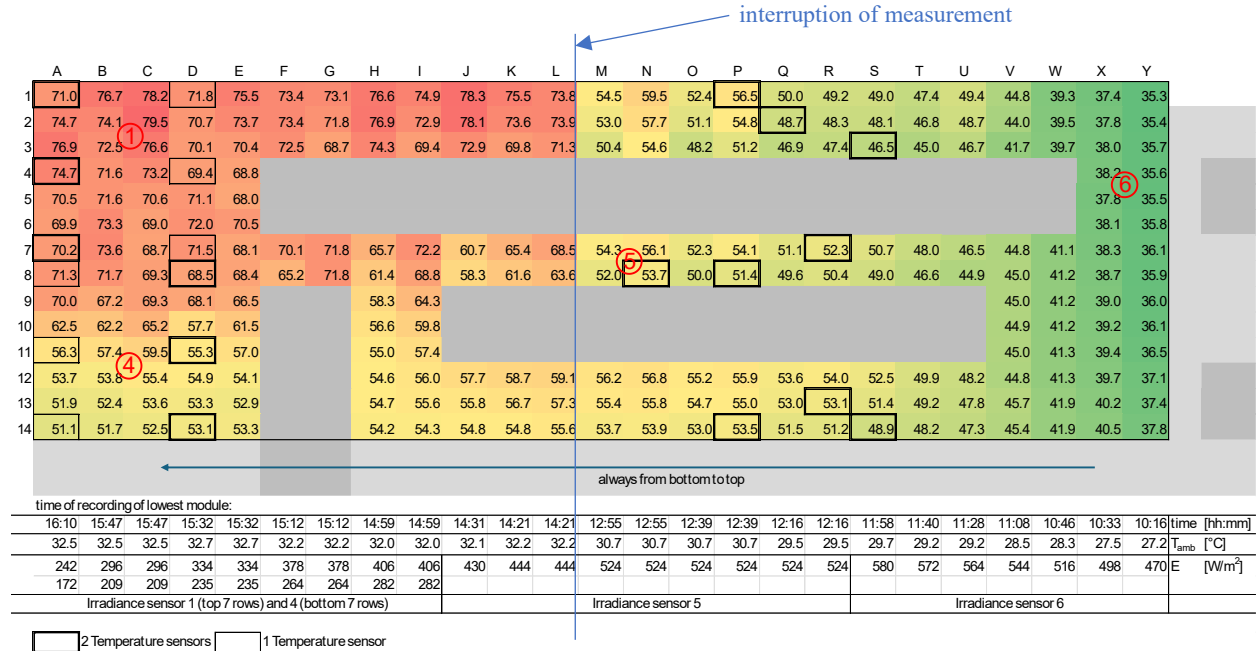 interruption of measurement
A B C D E F G H I J K L M N O P Q R S T U V W X Y
1 71.0 76.7 78.2 71.8 75.5 73.4 73.1 76.6 74.9 78.3 75.5 73.8 54.5 59.5 52.4 56.5 50.0 49.2 49.0 47.4 49.4 44.8 39.3 37.4 35.3
2 74.7 74.1 79.5 70.7 73.7 73.4 71.8 76.9 72.9 78.1 73.6 73.9 53.0 57.7 51.1 54.8 48.7 48.3 48.1 46.8 48.7 44.0 39.5 37.8 35.4
1
3 76.9 72.5 76.6 70.1 70.4 72.5 68.7 74.3 69.4 72.9 69.8 71.3 50.4 54.6 48.2 51.2 46.9 47.4 46.5 45.0 46.7 41.7 39.7 38.0 35.7
4 74.7 71.6 73.2 69.4 68.8 38.2 35.6
6
5 70.5 71.6 70.6 71.1 68.0 37.8 35.5
6 69.9 73.3 69.0 72.0 70.5 38.1 35.8
7 70.2 73.6 68.7 71.5 68.1 70.1 71.8 65.7 72.2 60.7 65.4 68.5 54.3 56.1 52.3 54.1 51.1 52.3 50.7 48.0 46.5 44.8 41.1 38.3 36.1
5
8 71.3 71.7 69.3 68.5 68.4 65.2 71.8 61.4 68.8 58.3 61.6 63.6 52.0 53.7 50.0 51.4 49.6 50.4 49.0 46.6 44.9 45.0 41.2 38.7 35.9
9 70.0 67.2 69.3 68.1 66.5 58.3 64.3 45.0 41.2 39.0 36.0
10 62.5 62.2 65.2 57.7 61.5 56.6 59.8 44.9 41.2 39.2 36.1
11 56.3 57.4 59.5 55.3 57.0 55.0 57.4 45.0 41.3 39.4 36.5
4
12 53.7 53.8 55.4 54.9 54.1 54.6 56.0 57.7 58.7 59.1 56.2 56.8 55.2 55.9 53.6 54.0 52.5 49.9 48.2 44.8 41.3 39.7 37.1
13 51.9 52.4 53.6 53.3 52.9 54.7 55.6 55.8 56.7 57.3 55.4 55.8 54.7 55.0 53.0 53.1 51.4 49.2 47.8 45.7 41.9 40.2 37.4
14 51.1 51.7 52.5 53.1 53.3 54.2 54.3 54.8 54.8 55.6 53.7 53.9 53.0 53.5 51.5 51.2 48.9 48.2 47.3 45.4 41.9 40.5 37.8
always from bottom to top
time of recording of lowest module:
16:10 15:47 15:47 15:32 15:32 15:12 15:12 14:59 14:59 14:31 14:21 14:21 12:55 12:55 12:39 12:39 12:16 12:16 11:58 11:40 11:28 11:08 10:46 10:33 10:16 time [hh:mm]
32.5 32.5 32.5 32.7 32.7 32.2 32.2 32.0 32.0 32.1 32.2 32.2 30.7 30.7 30.7 30.7 29.5 29.5 29.7 29.2 29.2 28.5 28.3 27.5 27.2 Tamb [°C]
242 296 296 334 334 378 378 406 406 430 444 444 524 524 524 524 524 524 580 572 564 544 516 498 470 E [W/m²]
172 209 209 235 235 264 264 282 282
Irradiance sensor 1 (top 7 rows) and 4 (bottom 7 rows) Irradiance sensor 5 Irradiance sensor 6
2 Temperature sensors 1 Temperature sensor